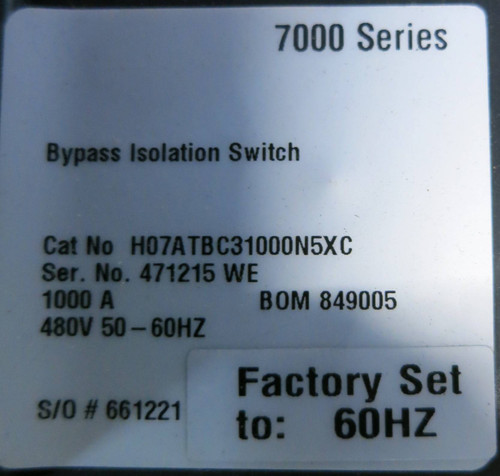 7000 Series
Bypass Isolation Switch
Cat No H07ATBC31000N5XC
Ser. No. 471215 WE
1000 A BOM 849005
480V 50-60HZ
S/O # 661221
Factory Set
to: 60HZ